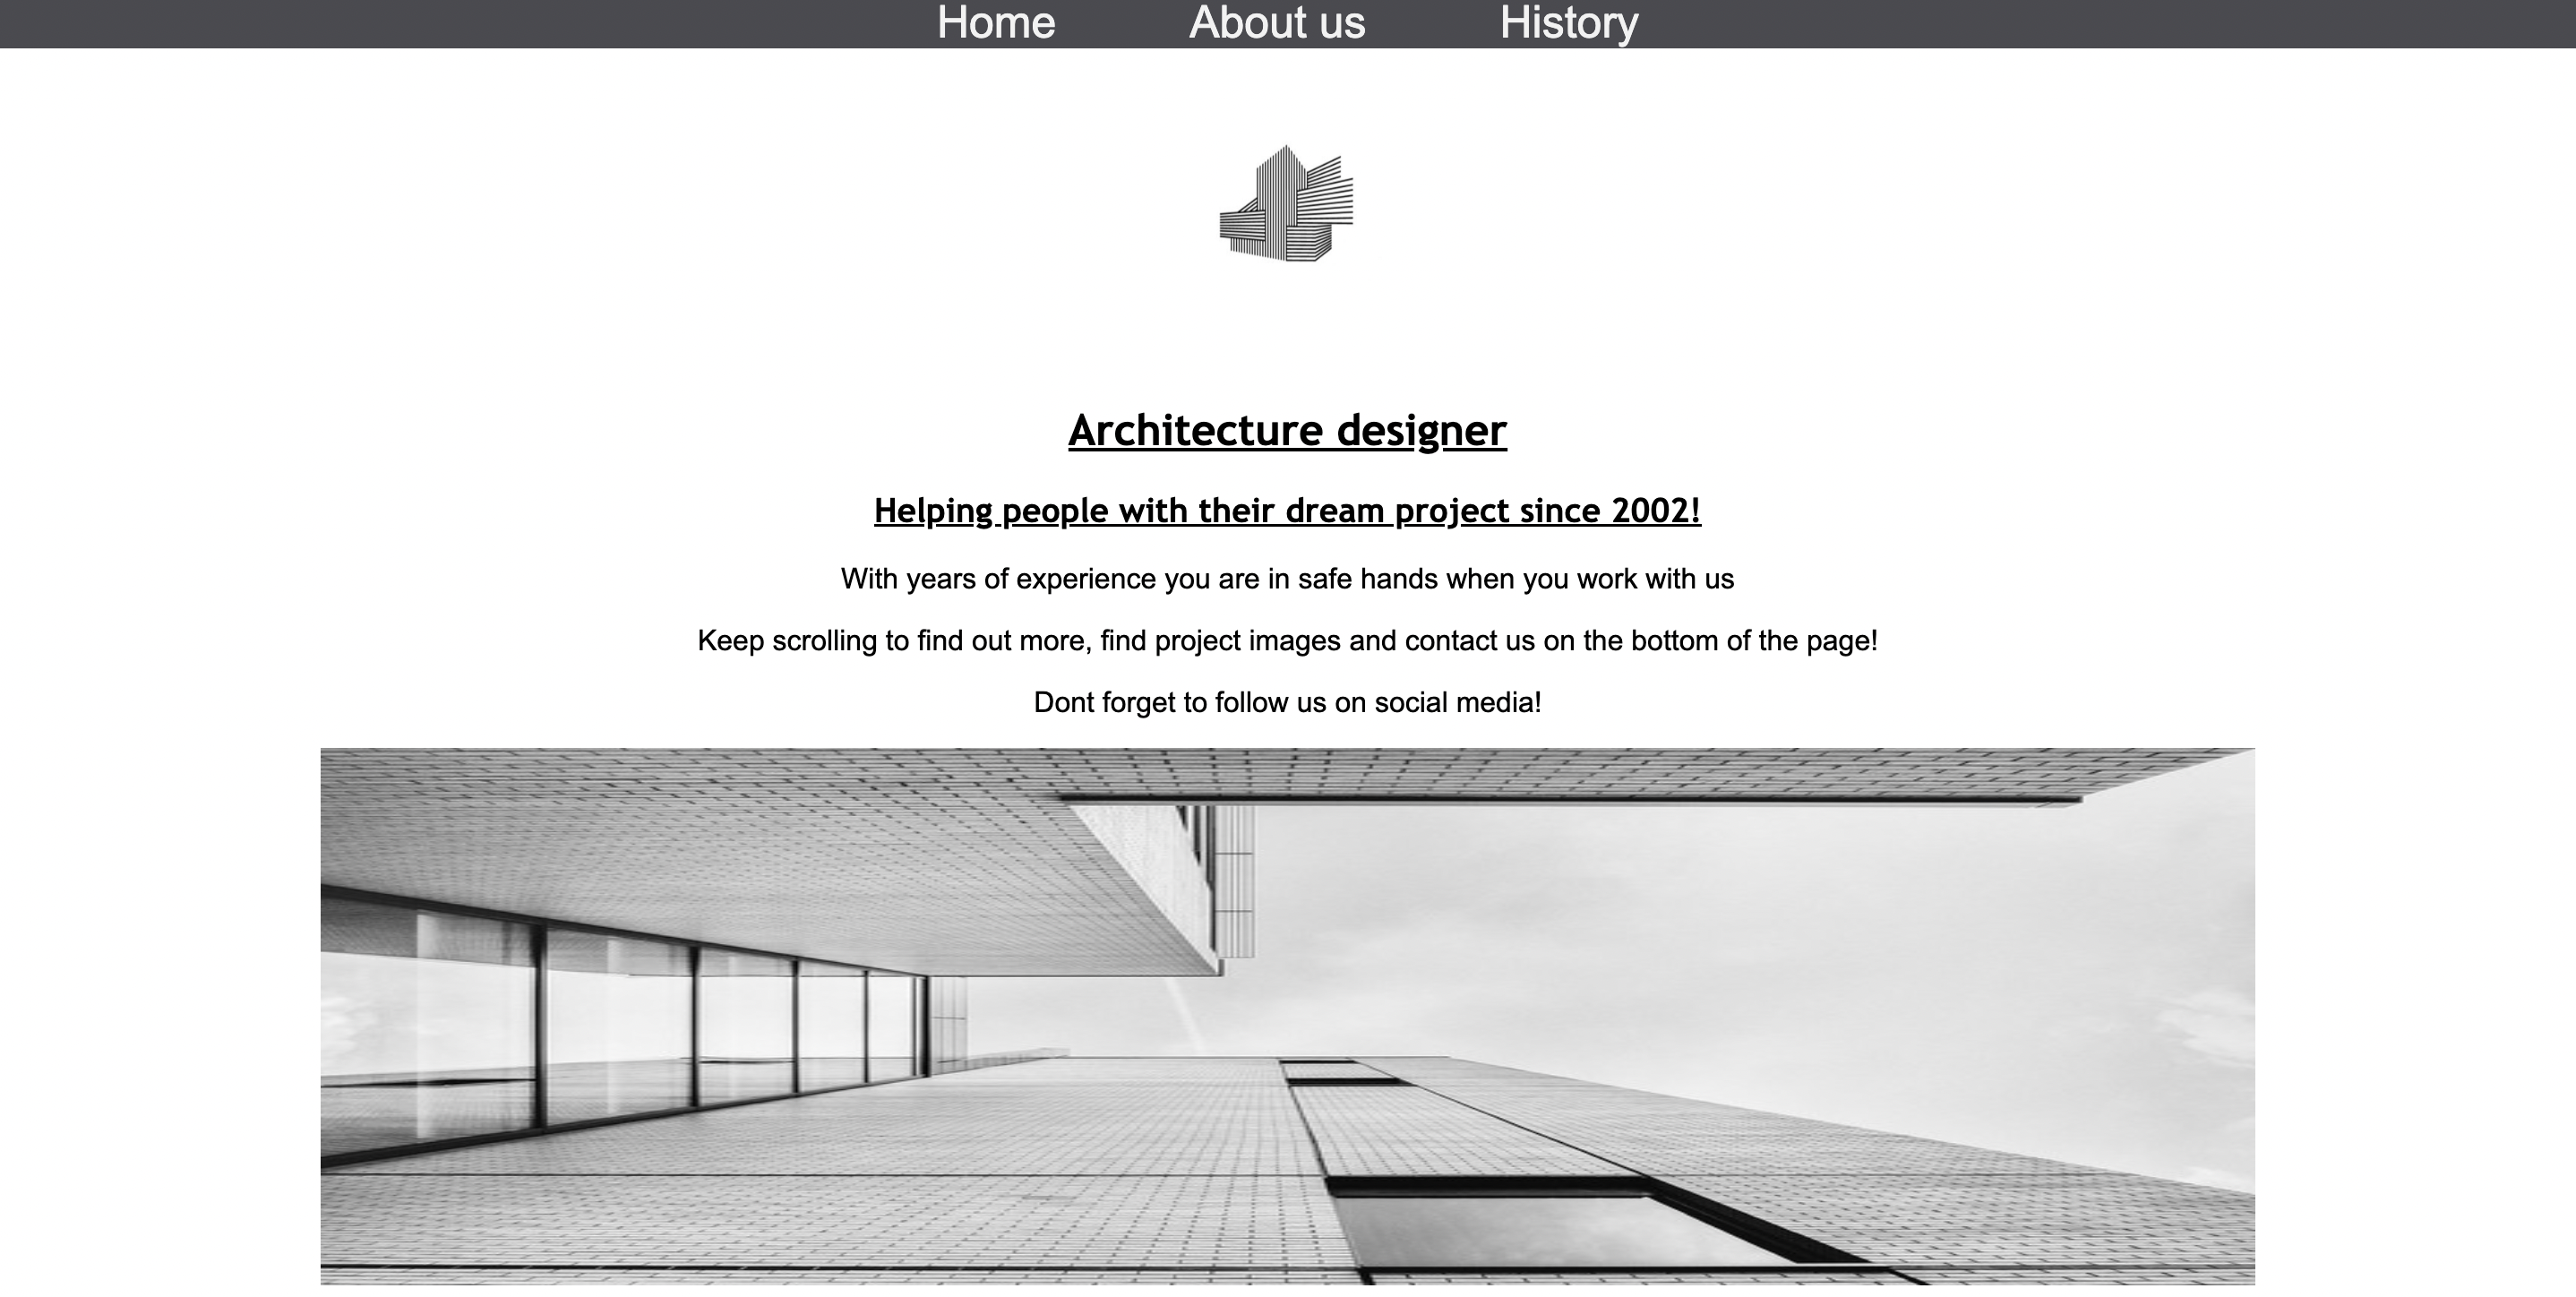 Home About us History
Architecture designer
Helping people with their dream project since 2002!
With years of experience you are in safe hands when you work with us
Keep scrolling to find out more, find project images and contact us on the bottom of the page!
Dont forget to follow us on social media!